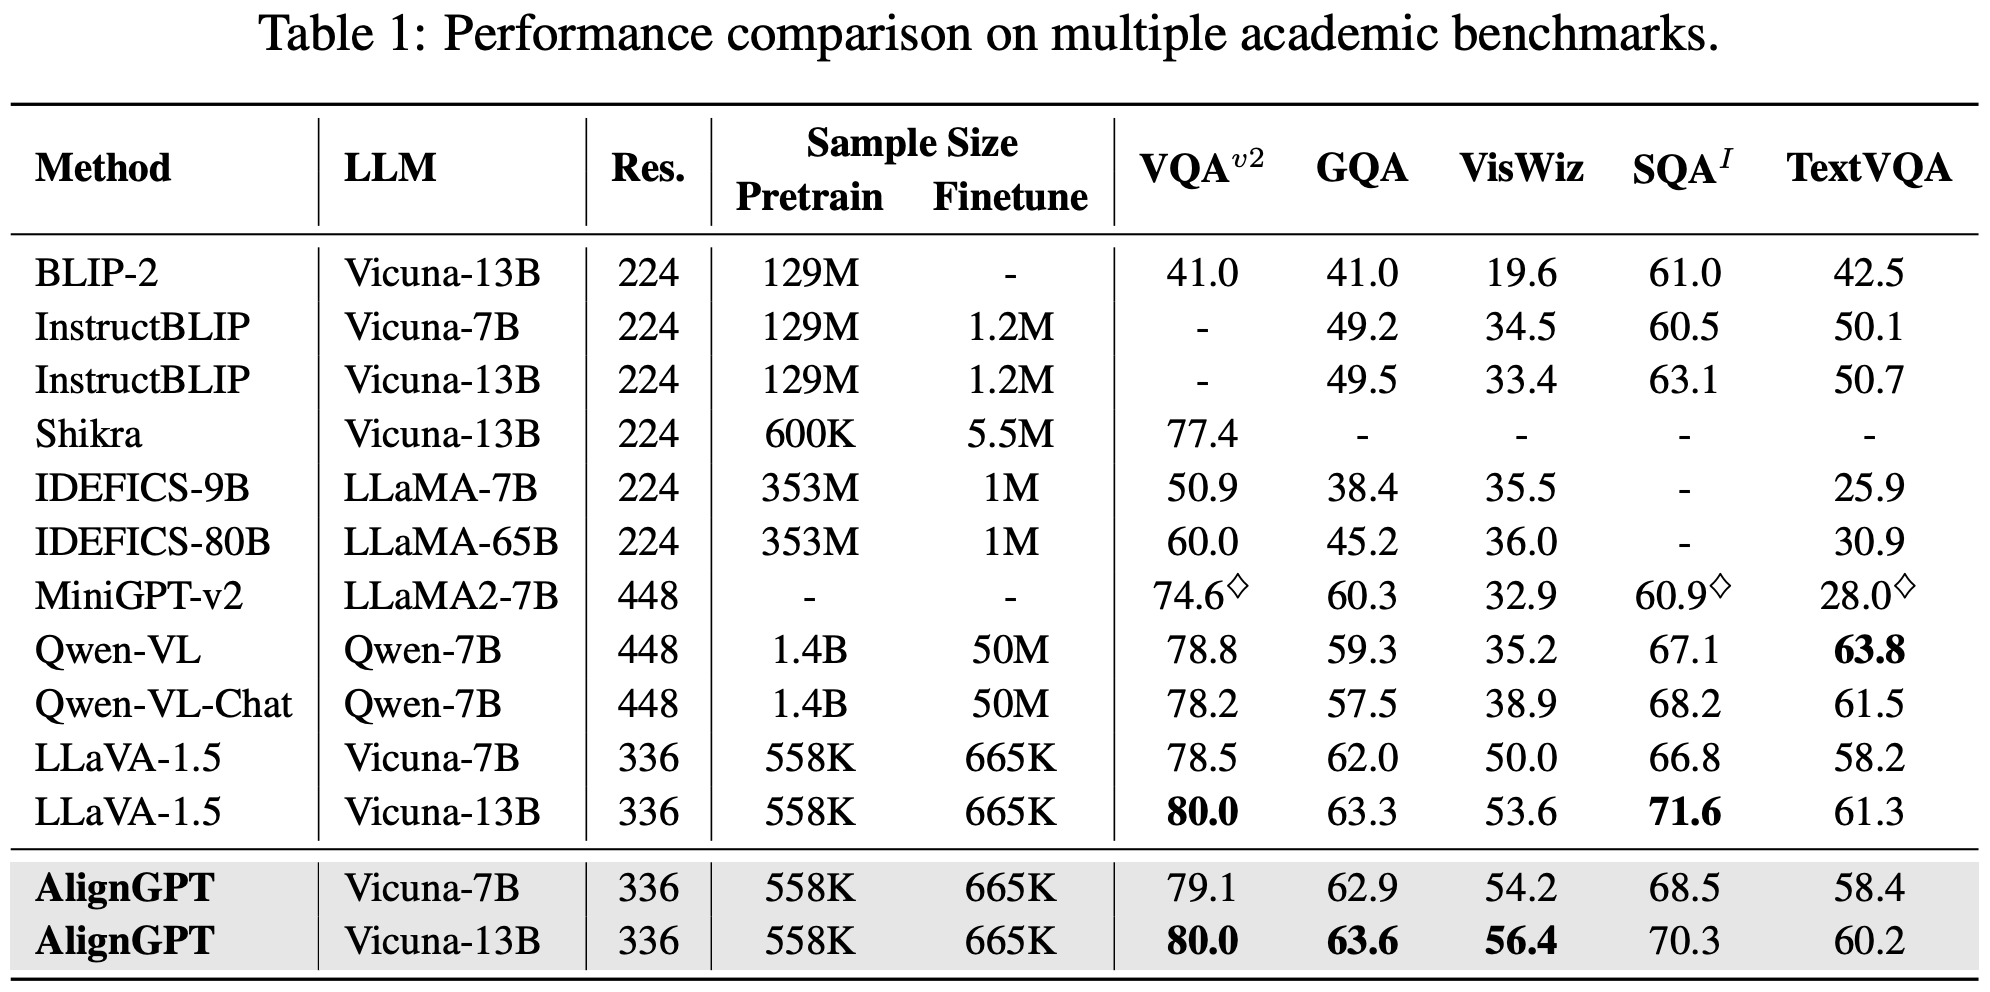 Table 1: Performance comparison on multiple academic benchmarks.
Method LLM Res. Sample Size Pretrain Finetune VQA^v2 GQA VisWiz SQA^I TextVQA
BLIP-2 Vicuna-13B 224 129M - 41.0 41.0 19.6 61.0 42.5
InstructBLIP Vicuna-7B 224 129M 1.2M - 49.2 34.5 60.5 50.1
InstructBLIP Vicuna-13B 224 129M 1.2M - 49.5 33.4 63.1 50.7
Shikra Vicuna-13B 224 600K 5.5M 77.4 - - - -
IDEFICS-9B LLaMA-7B 224 353M 1M 50.9 38.4 35.5 - 25.9
IDEFICS-80B LLaMA-65B 224 353M 1M 60.0 45.2 36.0 - 30.9
MiniGPT-v2 LLaMA2-7B 448 - - 74.6◇ 60.3 32.9 60.9◇ 28.0◇
Qwen-VL Qwen-7B 448 1.4B 50M 78.8 59.3 35.2 67.1 63.8
Qwen-VL-Chat Qwen-7B 448 1.4B 50M 78.2 57.5 38.9 68.2 61.5
LLaVA-1.5 Vicuna-7B 336 558K 665K 78.5 62.0 50.0 66.8 58.2
LLaVA-1.5 Vicuna-13B 336 558K 665K 80.0 63.3 53.6 71.6 61.3
AlignGPT Vicuna-7B 336 558K 665K 79.1 62.9 54.2 68.5 58.4
AlignGPT Vicuna-13B 336 558K 665K 80.0 63.6 56.4 70.3 60.2